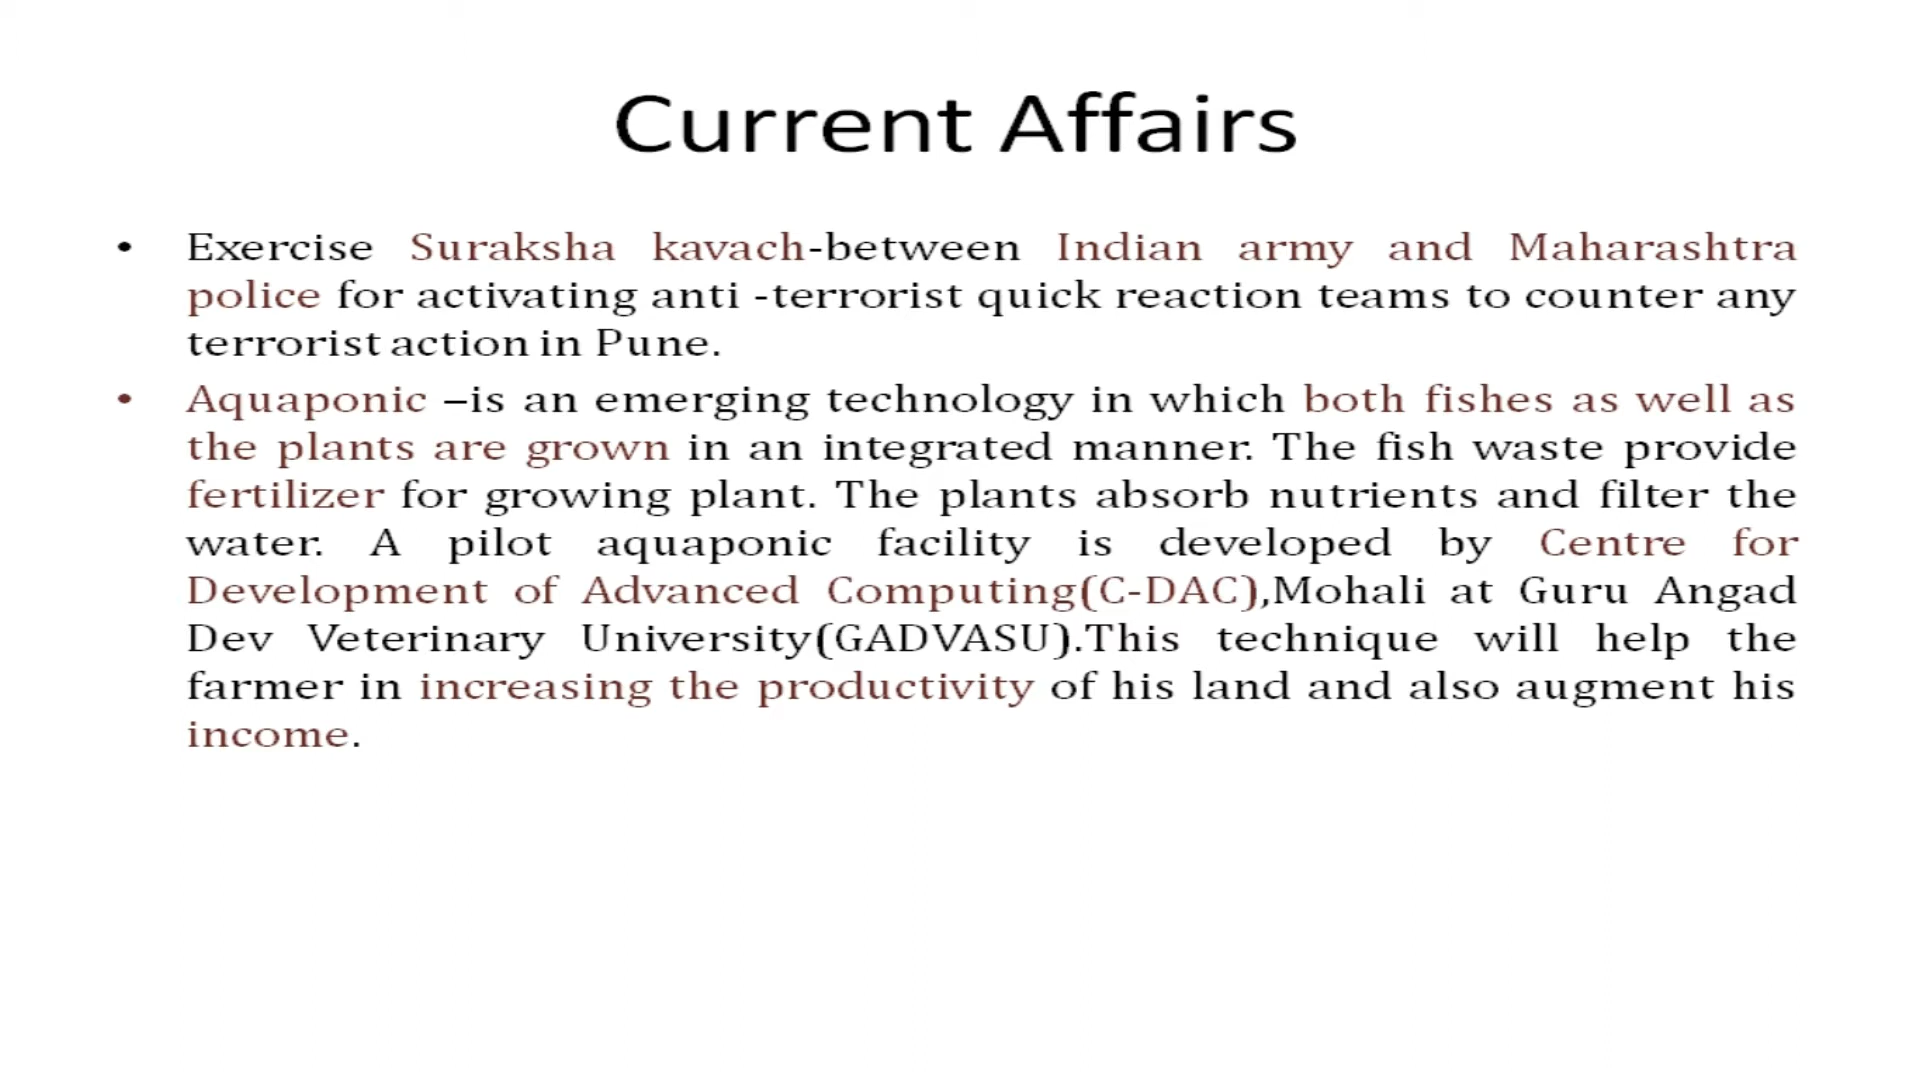 Current Affairs
• Exercise Suraksha kavach-between Indian army and Maharashtra
police for activating anti -terrorist quick reaction teams to counter any
terrorist action in Pune.
• Aquaponic –is an emerging technology in which both fishes as well as
the plants are grown in an integrated manner. The fish waste provide
fertilizer for growing plant. The plants absorb nutrients and filter the
water. A pilot aquaponic facility is developed by Centre for
Development of Advanced Computing(C-DAC),Mohali at Guru Angad
Dev Veterinary University(GADVASU).This technique will help the
farmer in increasing the productivity of his land and also augment his
income.